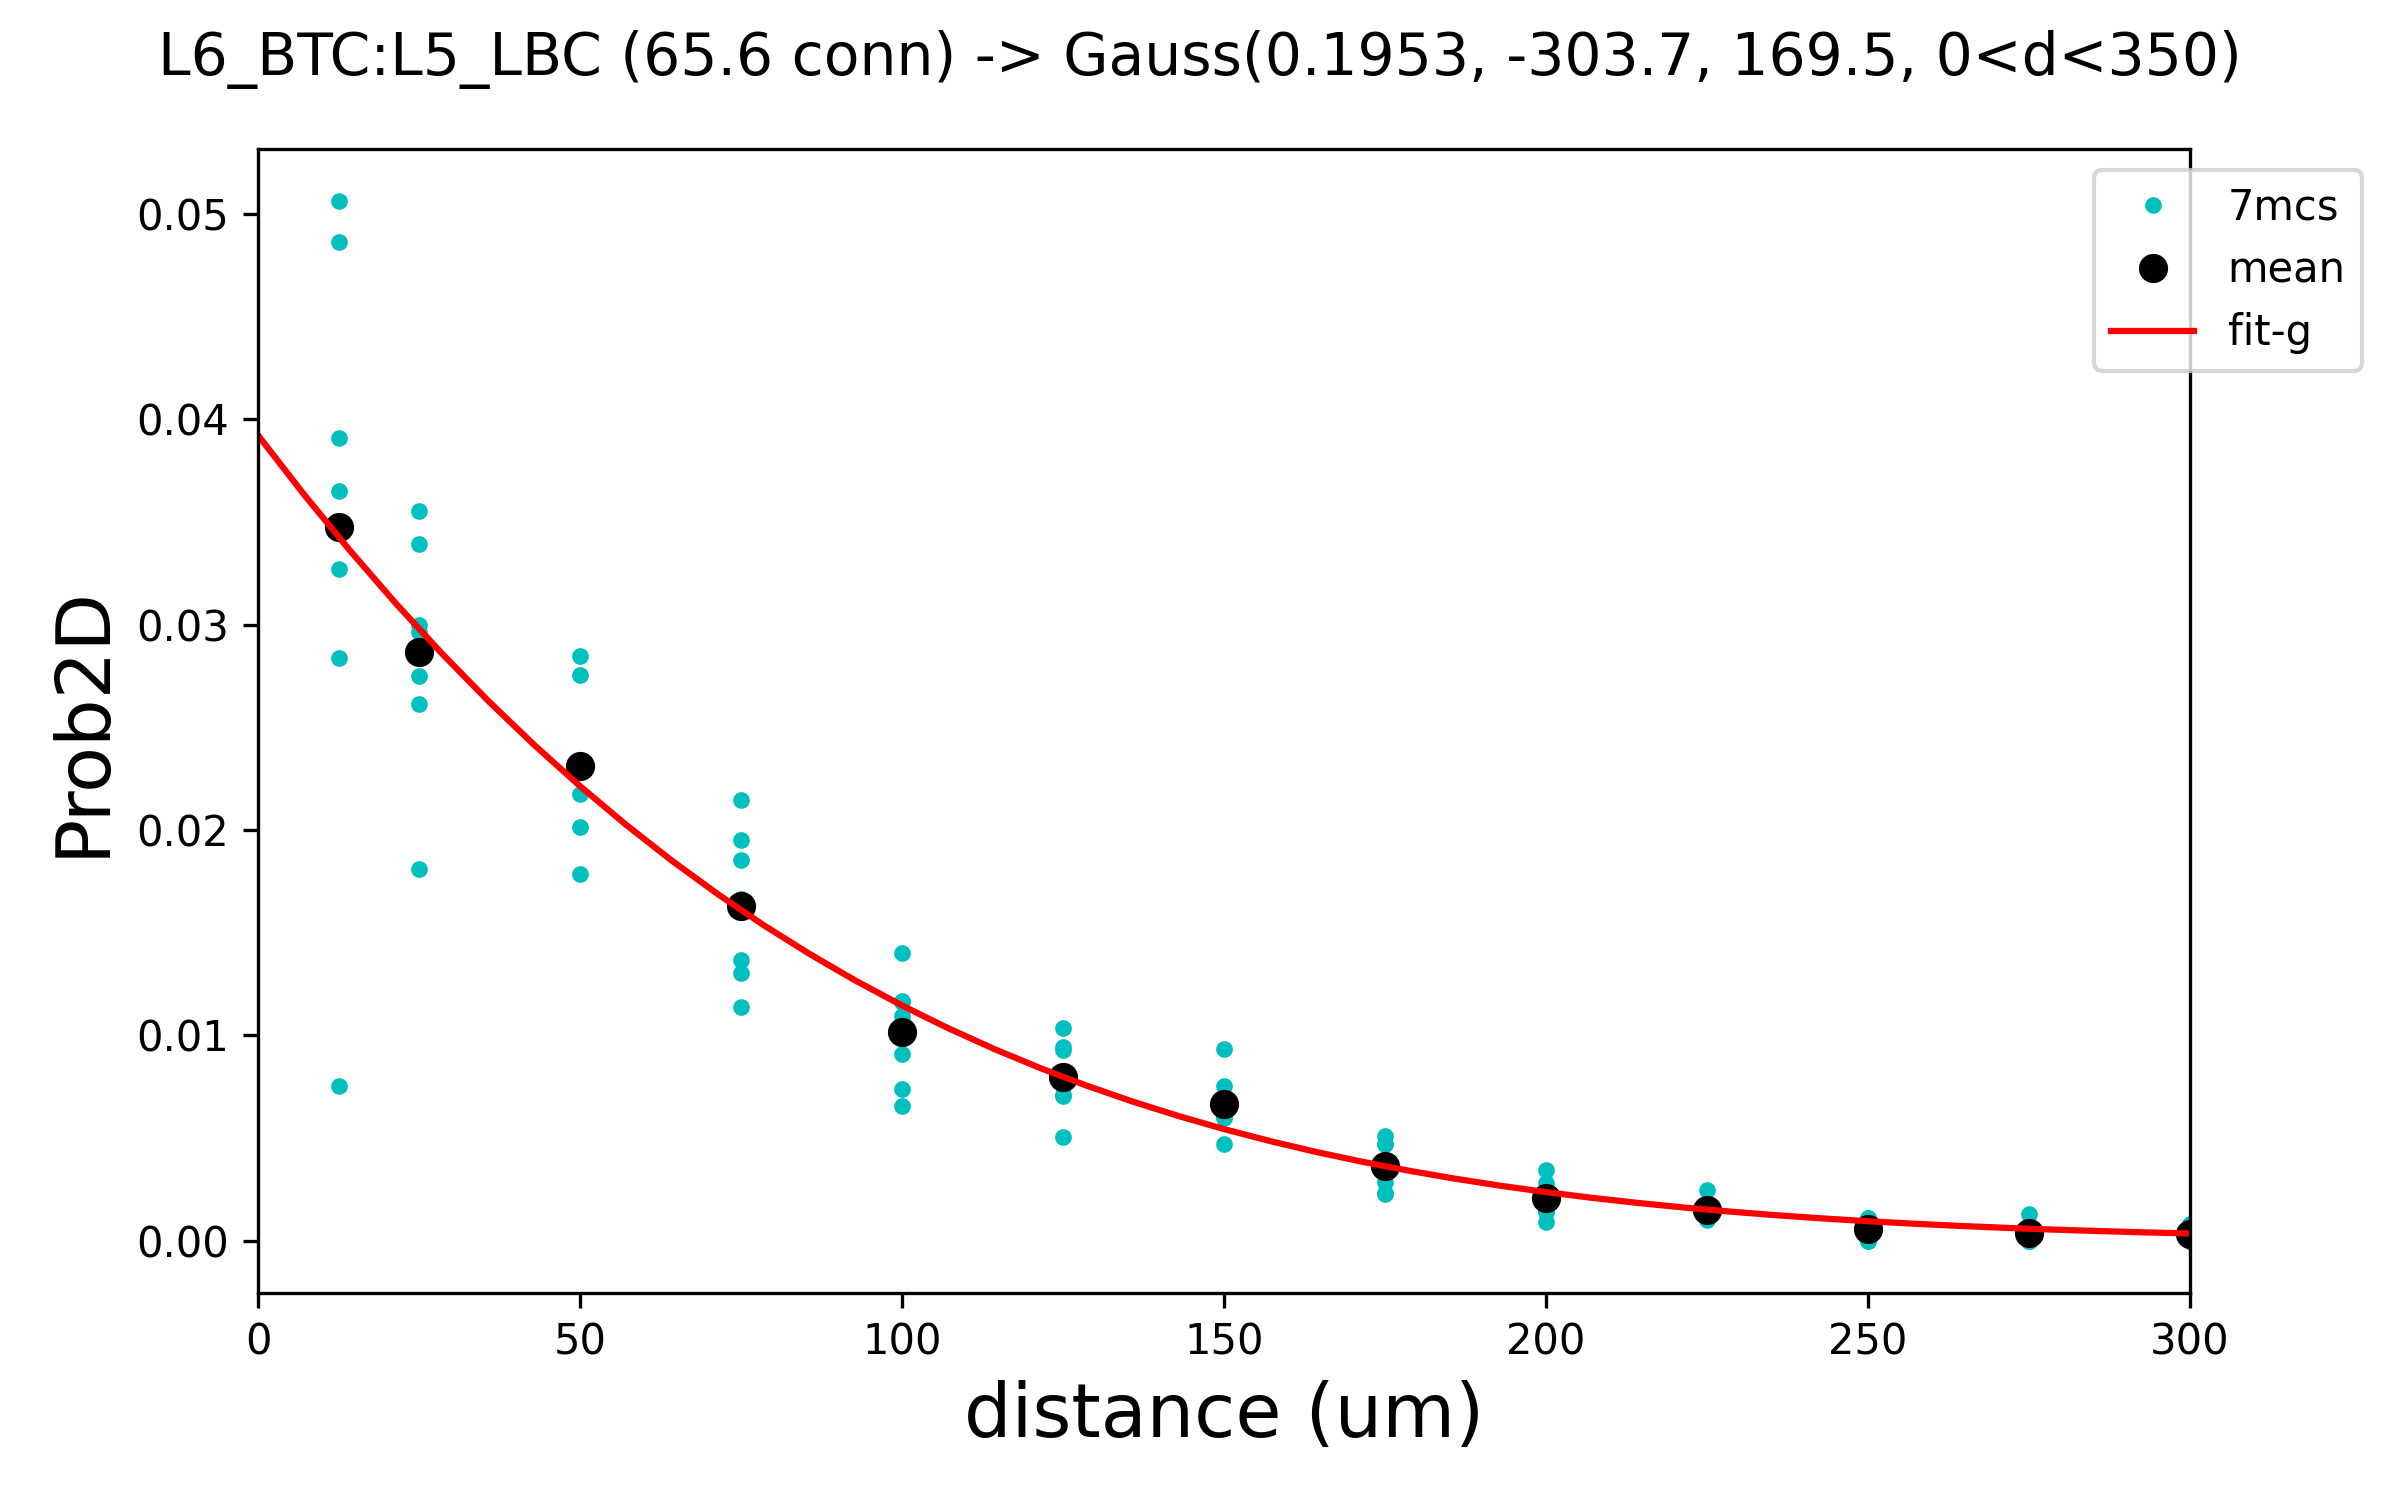 L6_BTC:L5_LBC (65.6 conn) -> Gauss(0.1953, -303.7, 169.5, 0<d<350)
7mcs
mean
fit-g
0.05
0.04
0.03
0.02
0.01
0.00
Prob2D
0 50 100 150 200 250 300
distance (um)